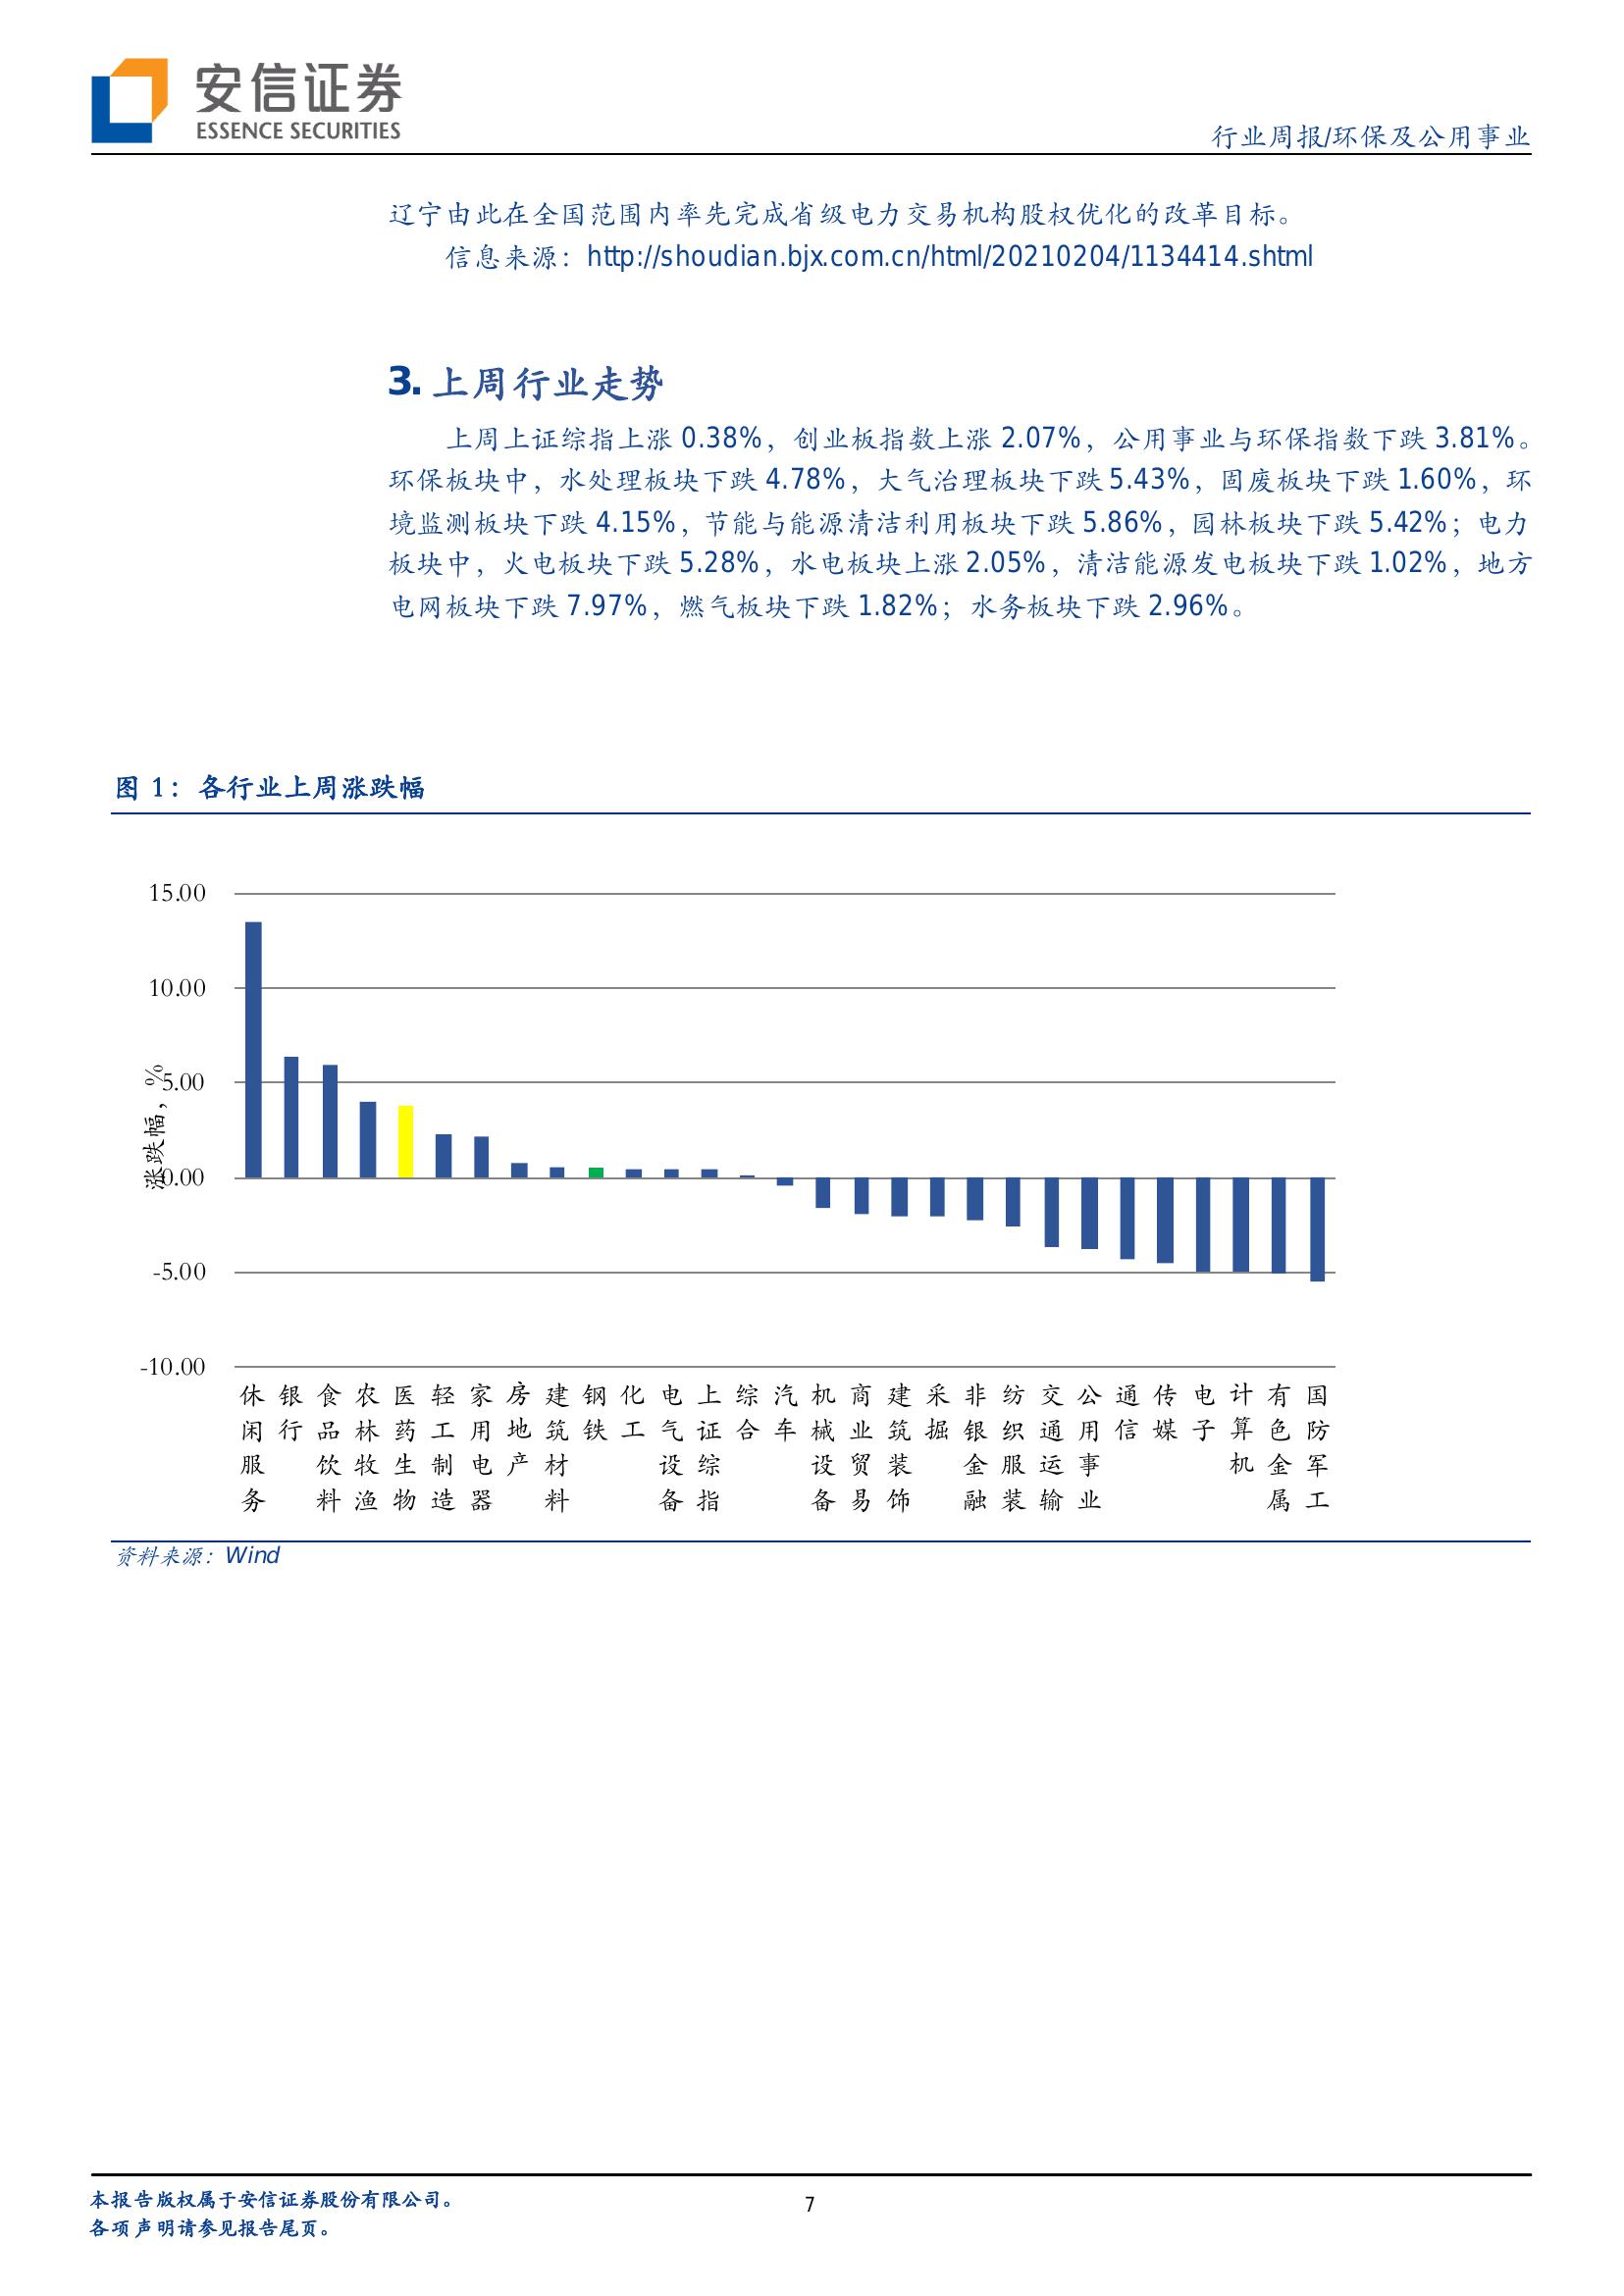 安信证券
ESSENCE SECURITIES
行业周报/环保及公用事业
辽宁由此在全国范围内率先完成省级电力交易机构股权优化的改革目标。
信息来源：http://shoudian.bjx.com.cn/html/20210204/1134414.shtml
3. 上周行业走势
上周上证综指上涨 0.38%，创业板指数上涨 2.07%，公用事业与环保指数下跌 3.81%。
环保板块中，水处理板块下跌 4.78%，大气治理板块下跌 5.43%，固废板块下跌 1.60%，环
境监测板块下跌 4.15%，节能与能源清洁利用板块下跌 5.86%，园林板块下跌 5.42%；电力
板块中，火电板块下跌 5.28%，水电板块上涨 2.05%，清洁能源发电板块下跌 1.02%，地方
电网板块下跌 7.97%，燃气板块下跌 1.82%；水务板块下跌 2.96%。
图 1：各行业上周涨跌幅
涨跌幅，%
15.00
10.00
5.00
0.00
-5.00
-10.00
休闲服务
银行
食品饮料
农林牧渔
医药生物
轻工制造
家用电器
房地产
建筑材料
钢铁
化工
电气设备
上证综指
综合
汽车
机械设备
商业贸易
建筑装饰
采掘
非银金融
纺织服装
交通运输
公用事业
通信
传媒
电子
计算机
有色金属
国防军工
资料来源：Wind
本报告版权属于安信证券股份有限公司。
各项声明请参见报告尾页。
7